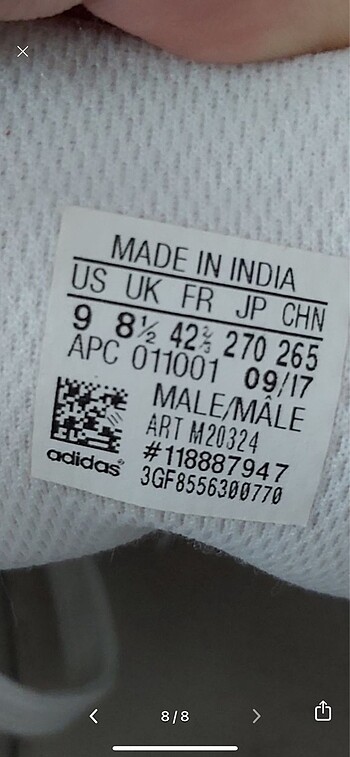 MADE IN INDIA
US UK FR JP CHN
9 8½ 42⅔ 270 265
APC 011001 09/17
MALE/MÂLE
ART M20324
#118887947
adidas
3GF8556300770
8/8